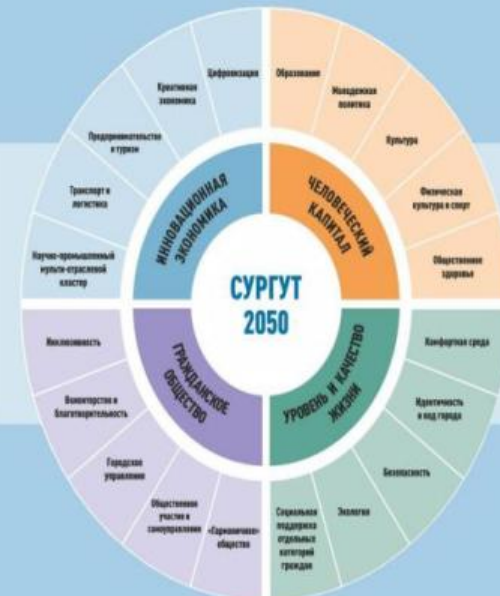 СУРГУТ
2050
ИННОВАЦИОННАЯ
ЭКОНОМИКА
Научно-промышленный
мульти-отраслевой
кластер
Транспорт и
логистика
Предпринимательство
и туризм
Креативная
экономика
Цифровизация
ЧЕЛОВЕЧЕСКИЙ
КАПИТАЛ
Образование
Молодежная
политика
Культура
Физическая
культура и спорт
Общественное
здоровье
УРОВЕНЬ И КАЧЕСТВО
ЖИЗНИ
Комфортная среда
Идентичность
и код города
Безопасность
Экология
Социальная
поддержка
отдельных
категорий
граждан
ГРАЖДАНСКОЕ
ОБЩЕСТВО
«Гармоничное»
общество
Общественное
участие и
самоуправление
Городское
управление
Волонтерство и
благотворительность
Инклюзивность